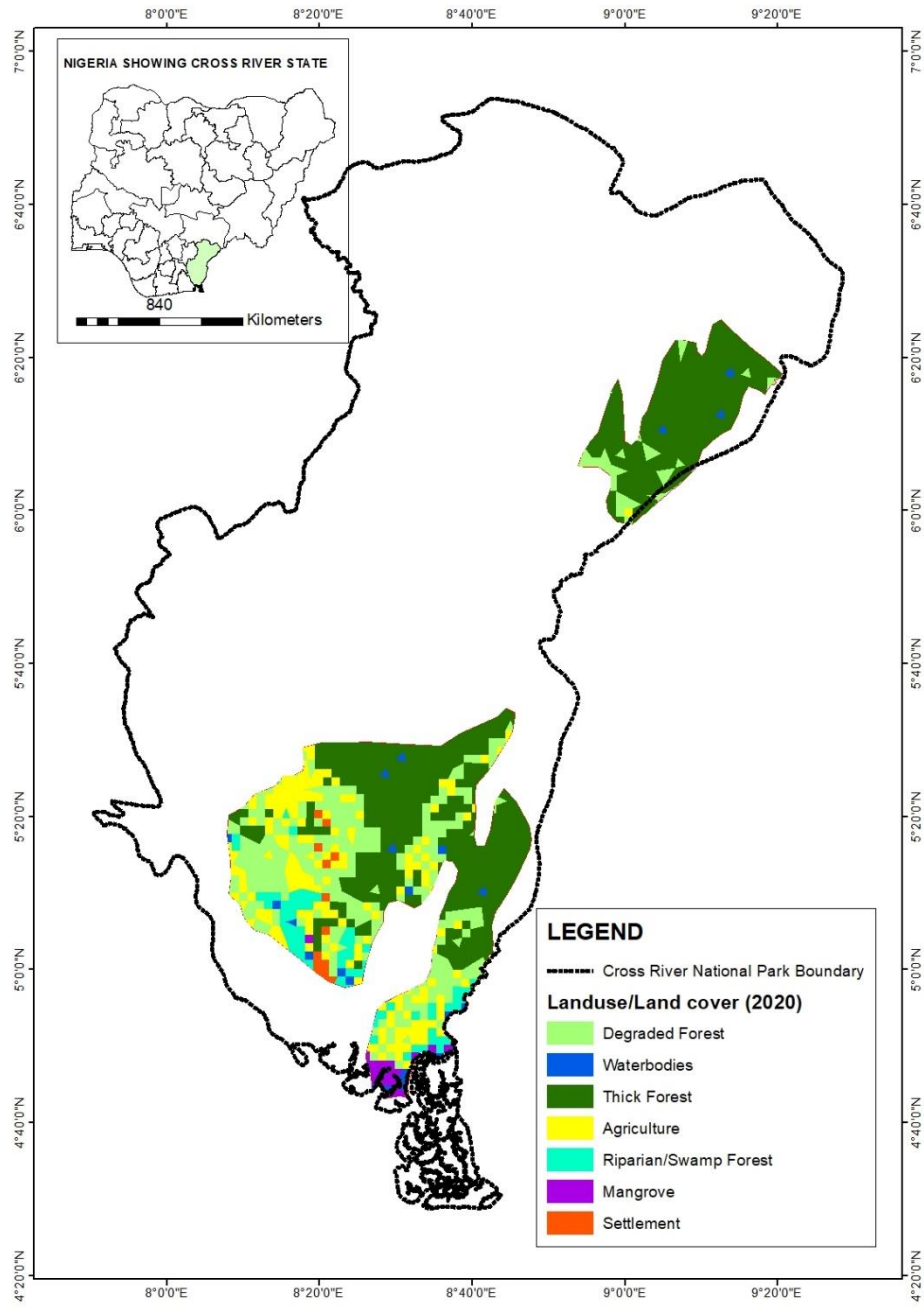 8°0'0"E 8°20'0"E 8°40'0"E 9°0'0"E 9°20'0"E
7°0'0"N 7°0'0"N
NIGERIA SHOWING CROSS RIVER STATE
840
Kilometers
6°40'0"N 6°40'0"N
6°20'0"N 6°20'0"N
6°0'0"N 6°0'0"N
5°40'0"N 5°40'0"N
5°20'0"N 5°20'0"N
5°0'0"N 5°0'0"N
4°40'0"N 4°40'0"N
4°20'0"N 4°20'0"N
LEGEND
Cross River National Park Boundary
Landuse/Land cover (2020)
Degraded Forest
Waterbodies
Thick Forest
Agriculture
Riparian/Swamp Forest
Mangrove
Settlement
8°0'0"E 8°20'0"E 8°40'0"E 9°0'0"E 9°20'0"E